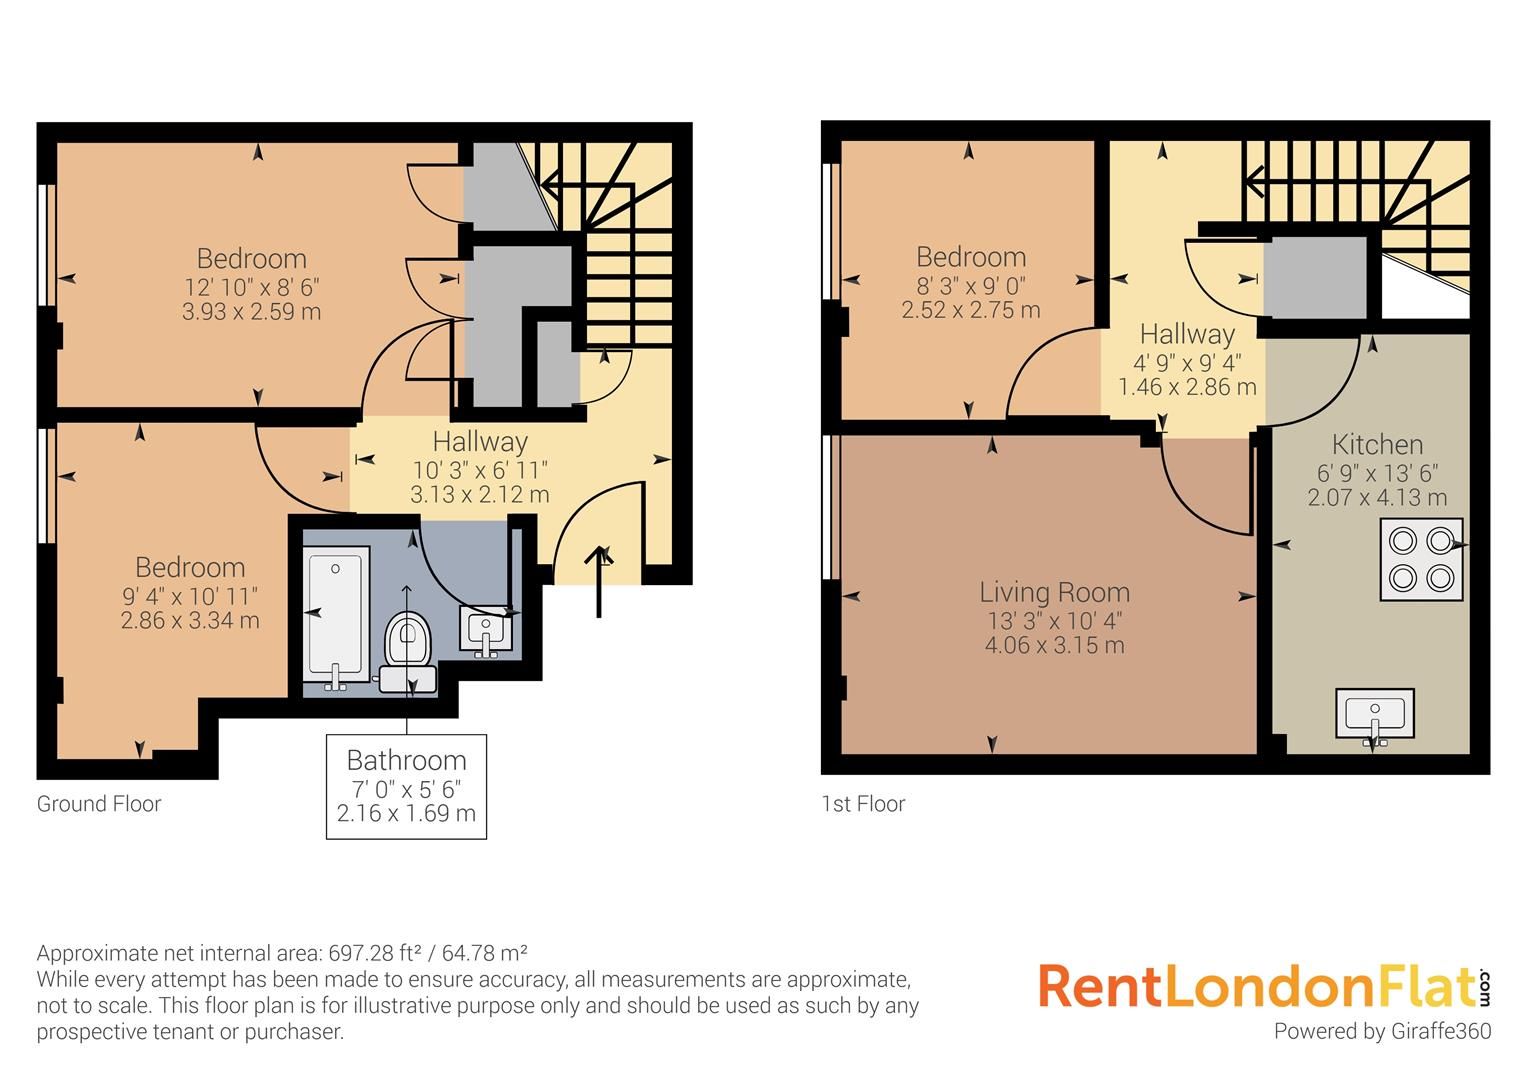 Bedroom
12' 10" x 8' 6"
3.93 x 2.59 m
Hallway
10' 3" x 6' 11"
3.13 x 2.12 m
Bedroom
9' 4" x 10' 11"
2.86 x 3.34 m
Bathroom
7' 0" x 5' 6"
2.16 x 1.69 m
Ground Floor
Bedroom
8' 3" x 9' 0"
2.52 x 2.75 m
Hallway
4' 9" x 9' 4"
1.46 x 2.86 m
Kitchen
6' 9" x 13' 6"
2.07 x 4.13 m
Living Room
13' 3" x 10' 4"
4.06 x 3.15 m
1st Floor
Approximate net internal area: 697.28 ft² / 64.78 m²
While every attempt has been made to ensure accuracy, all measurements are approximate,
not to scale. This floor plan is for illustrative purpose only and should be used as such by any
prospective tenant or purchaser.
RentLondonFlat.com
Powered by Giraffe360